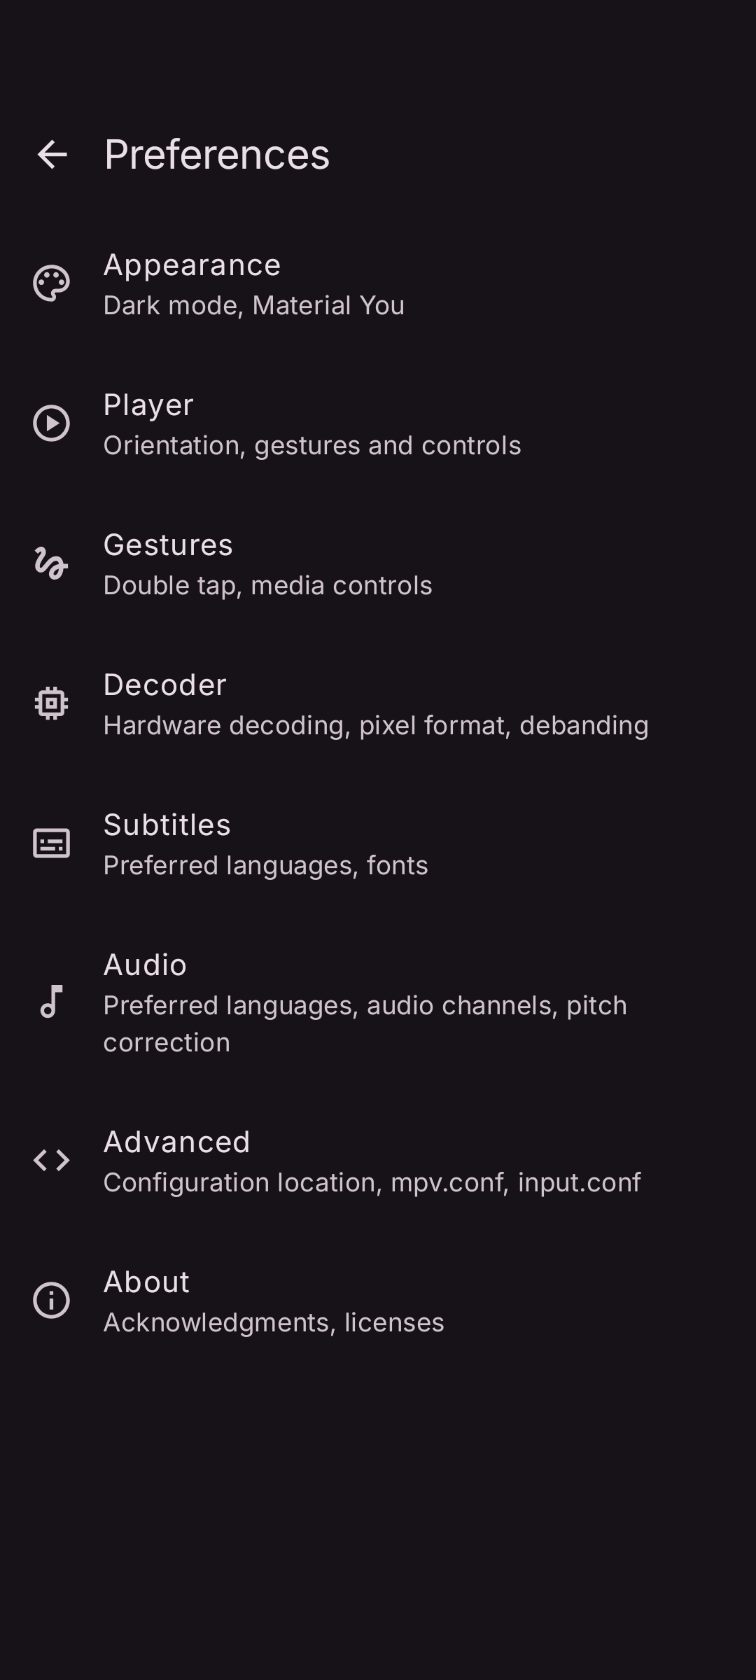 Preferences
Appearance
Dark mode, Material You
Player
Orientation, gestures and controls
Gestures
Double tap, media controls
Decoder
Hardware decoding, pixel format, debanding
Subtitles
Preferred languages, fonts
Audio
Preferred languages, audio channels, pitch
correction
Advanced
Configuration location, mpv.conf, input.conf
About
Acknowledgments, licenses